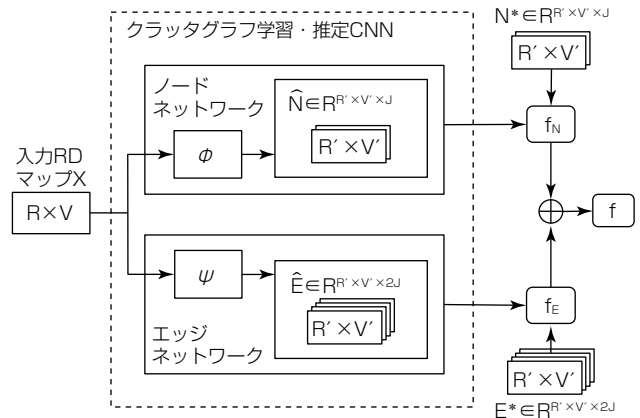 クラッタグラフ学習・推定CNN
N*∈R^{R′×V′×J}
R′×V′
ノード
ネットワーク
N̂∈R^{R′×V′×J}
R′×V′
Φ
f_N
入力RD
マップX
R×V
f
ψ
Ê∈R^{R′×V′×2J}
R′×V′
エッジ
ネットワーク
f_E
R′×V′
E*∈R^{R′×V′×2J}